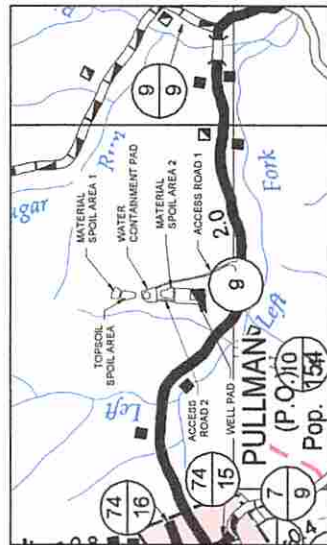 9
9
MATERIAL
SPOIL AREA 1
WATER
CONTAINMENT PAD
MATERIAL
SPOIL AREA 2
ACCESS ROAD 1
TOPSOIL
SPOIL AREA
ACCESS
ROAD 2
WELL PAD
2.0
9
Fork
Left
Left
74
16
74
15
PULLMAN
(P.O.)10
Pop. 154
7
9